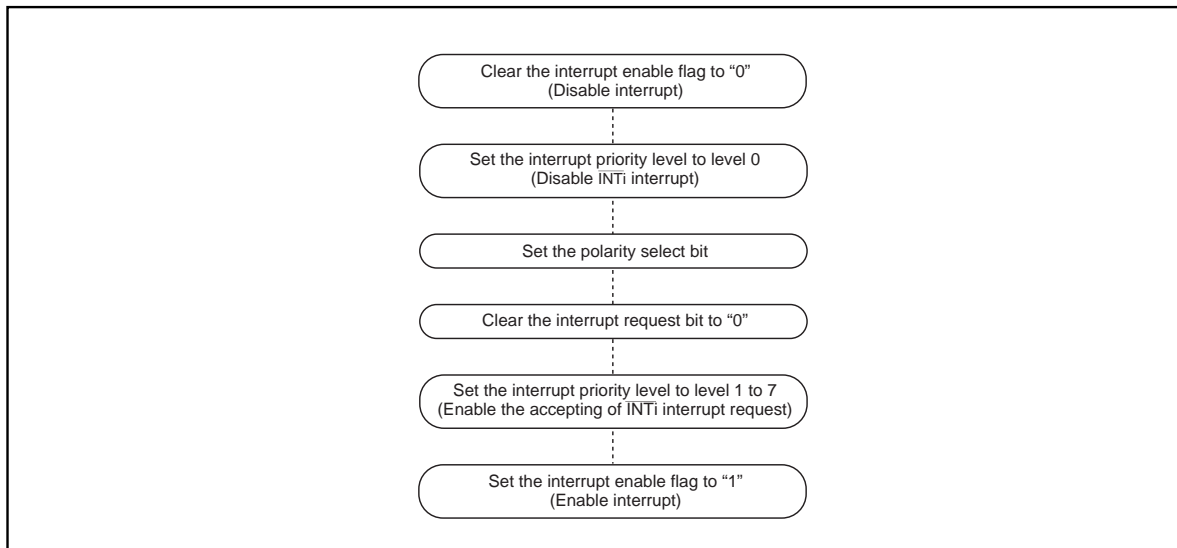 Clear the interrupt enable flag to “0”
(Disable interrupt)
Set the interrupt priority level to level 0
(Disable INTi interrupt)
Set the polarity select bit
Clear the interrupt request bit to “0”
Set the interrupt priority level to level 1 to 7
(Enable the accepting of INTi interrupt request)
Set the interrupt enable flag to “1”
(Enable interrupt)